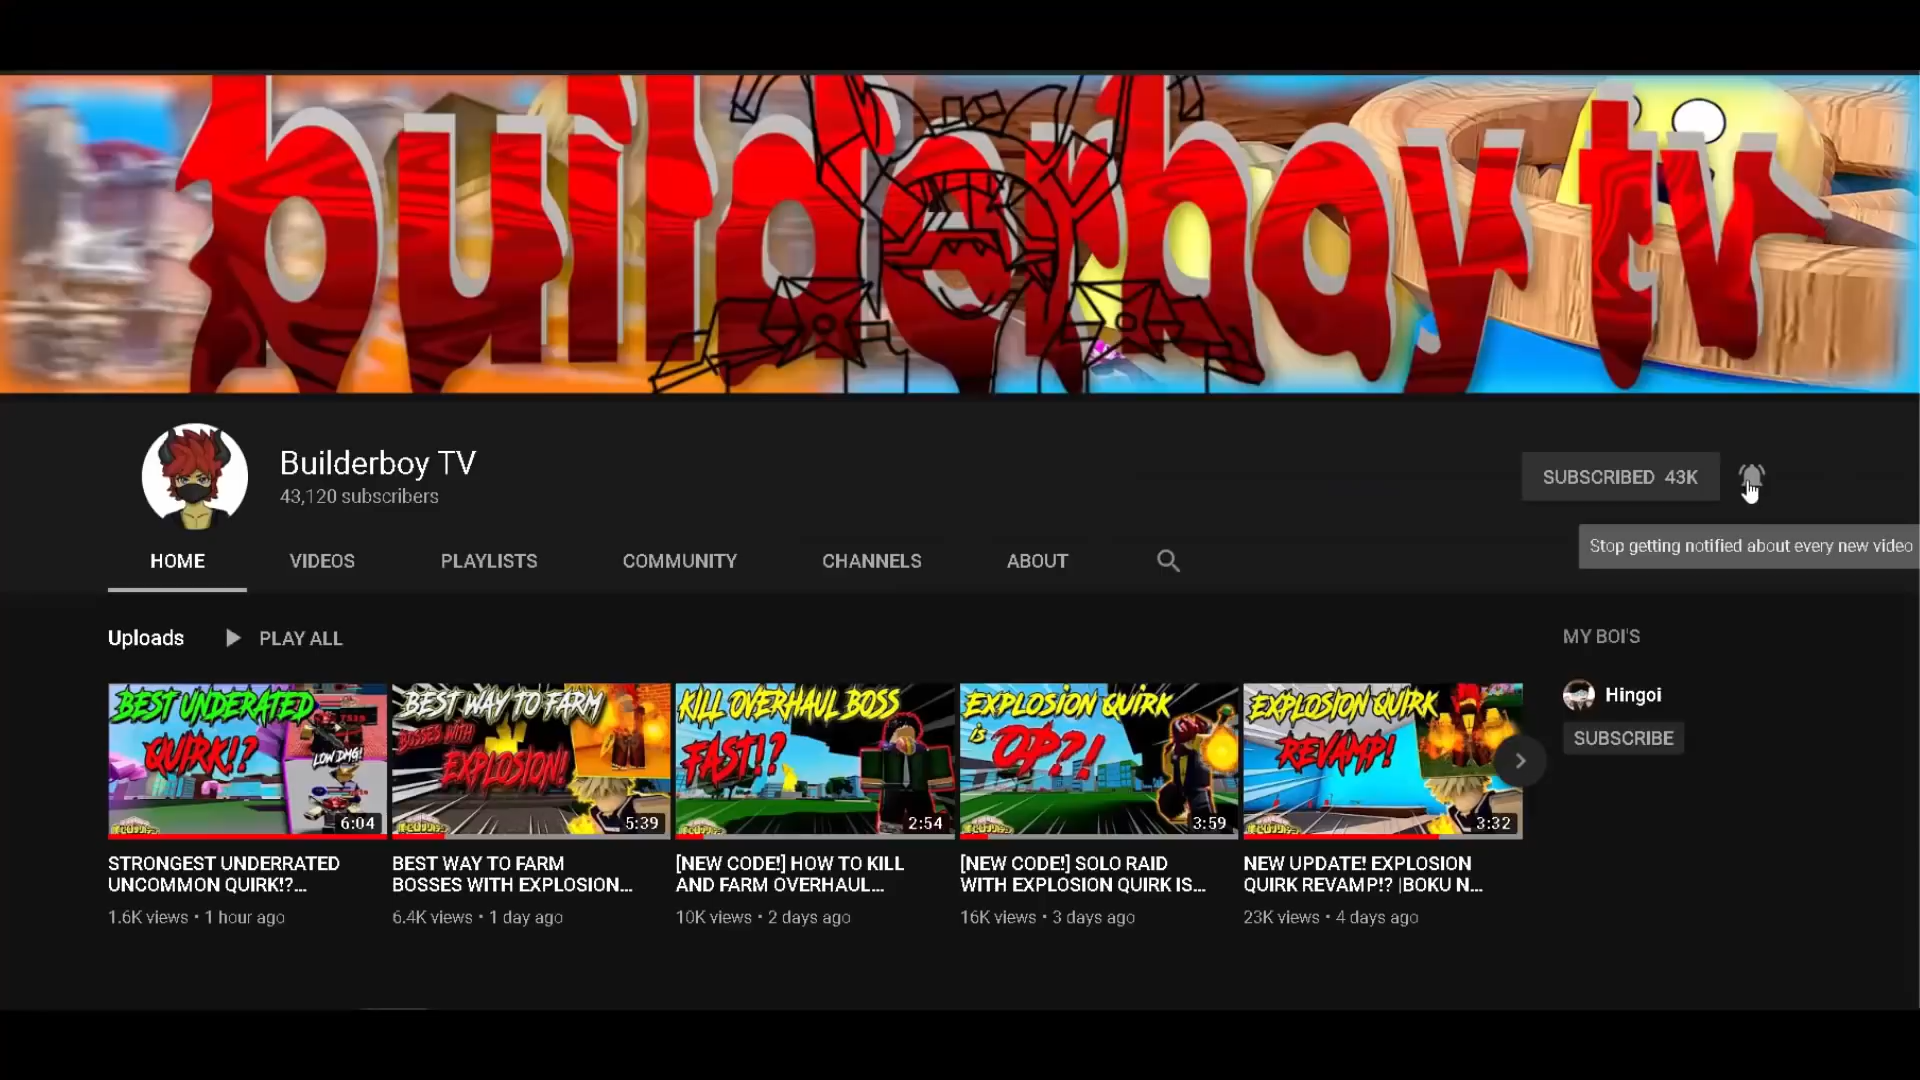 builderboy tv
Builderboy TV
43,120 subscribers
SUBSCRIBED 43K
Stop getting notified about every new video
HOME VIDEOS PLAYLISTS COMMUNITY CHANNELS ABOUT
Uploads PLAY ALL
MY BOI'S
Hingoi
SUBSCRIBE
BEST UNDERATED
QUIRK!?
LOW DMG!
6:04
BEST WAY TO FARM
BOSSES WITH
EXPLOSION!
5:39
KILL OVERHAUL BOSS
FAST!?
2:54
EXPLOSION QUIRK
is OP?!
3:59
EXPLOSION QUIRK
REVAMP!
3:32
STRONGEST UNDERRATED
UNCOMMON QUIRK!?...
1.6K views • 1 hour ago
BEST WAY TO FARM
BOSSES WITH EXPLOSION...
6.4K views • 1 day ago
[NEW CODE!] HOW TO KILL
AND FARM OVERHAUL...
10K views • 2 days ago
[NEW CODE!] SOLO RAID
WITH EXPLOSION QUIRK IS...
16K views • 3 days ago
NEW UPDATE! EXPLOSION
QUIRK REVAMP!? |BOKU N...
23K views • 4 days ago